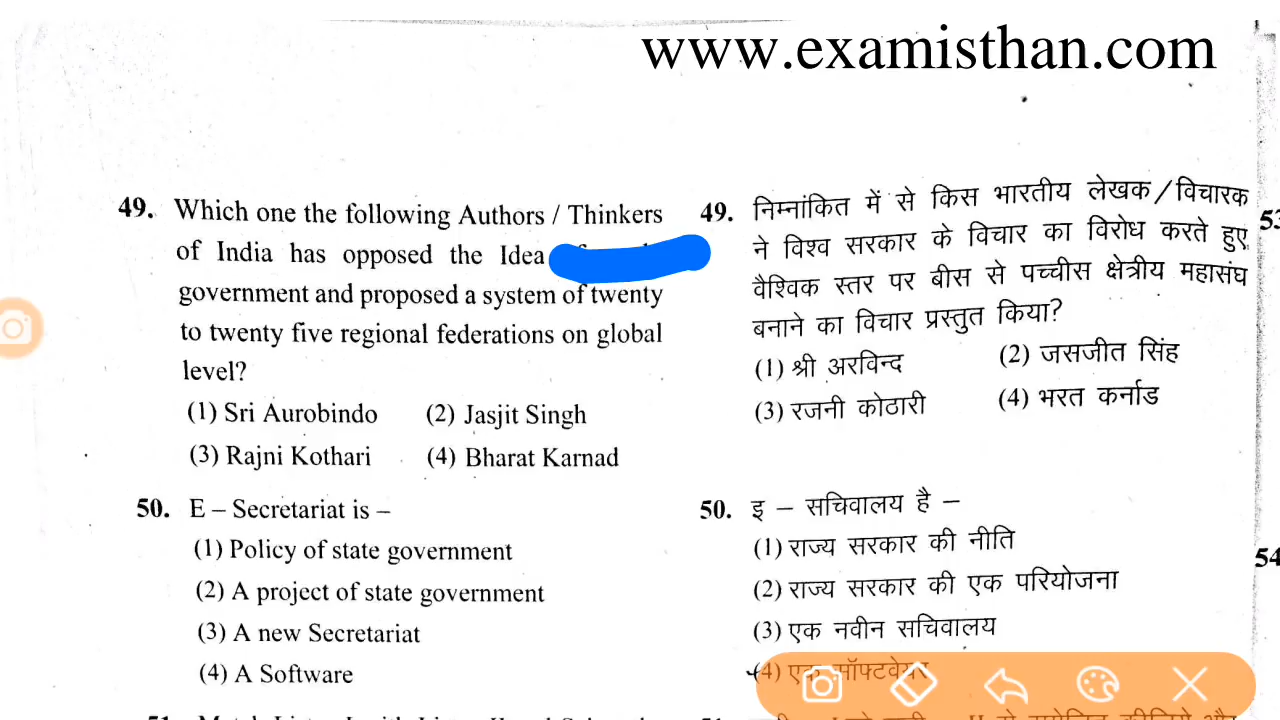 www.examisthan.com
49. Which one the following Authors / Thinkers
of India has opposed the Idea
government and proposed a system of twenty
to twenty five regional federations on global
level?
(1) Sri Aurobindo (2) Jasjit Singh
(3) Rajni Kothari (4) Bharat Karnad
50. E – Secretariat is –
(1) Policy of state government
(2) A project of state government
(3) A new Secretariat
(4) A Software
49. निम्नांकित में से किस भारतीय लेखक/विचारक
ने विश्व सरकार के विचार का विरोध करते हुए
वैश्विक स्तर पर बीस से पच्चीस क्षेत्रीय महासंघ
बनाने का विचार प्रस्तुत किया?
(1) श्री अरविन्द (2) जसजीत सिंह
(3) रजनी कोठारी (4) भरत कर्नाड
50. इ – सचिवालय है –
(1) राज्य सरकार की नीति
(2) राज्य सरकार की एक परियोजना
(3) एक नवीन सचिवालय
(4) एक सॉफ्टवेयर
54